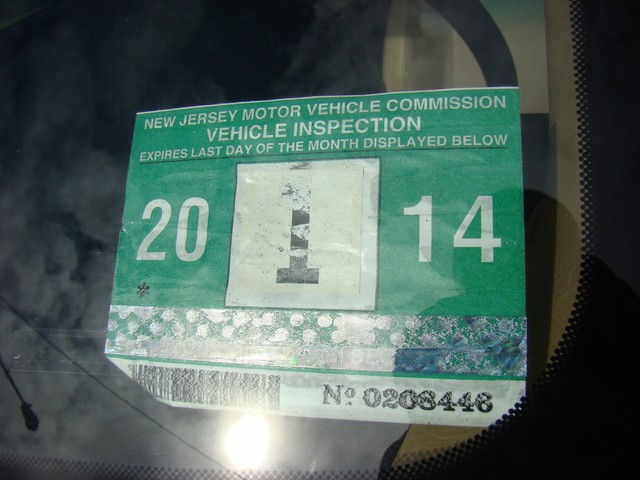 NEW JERSEY MOTOR VEHICLE COMMISSION
VEHICLE INSPECTION
EXPIRES LAST DAY OF THE MONTH DISPLAYED BELOW
20 1 14
Nº 0206446